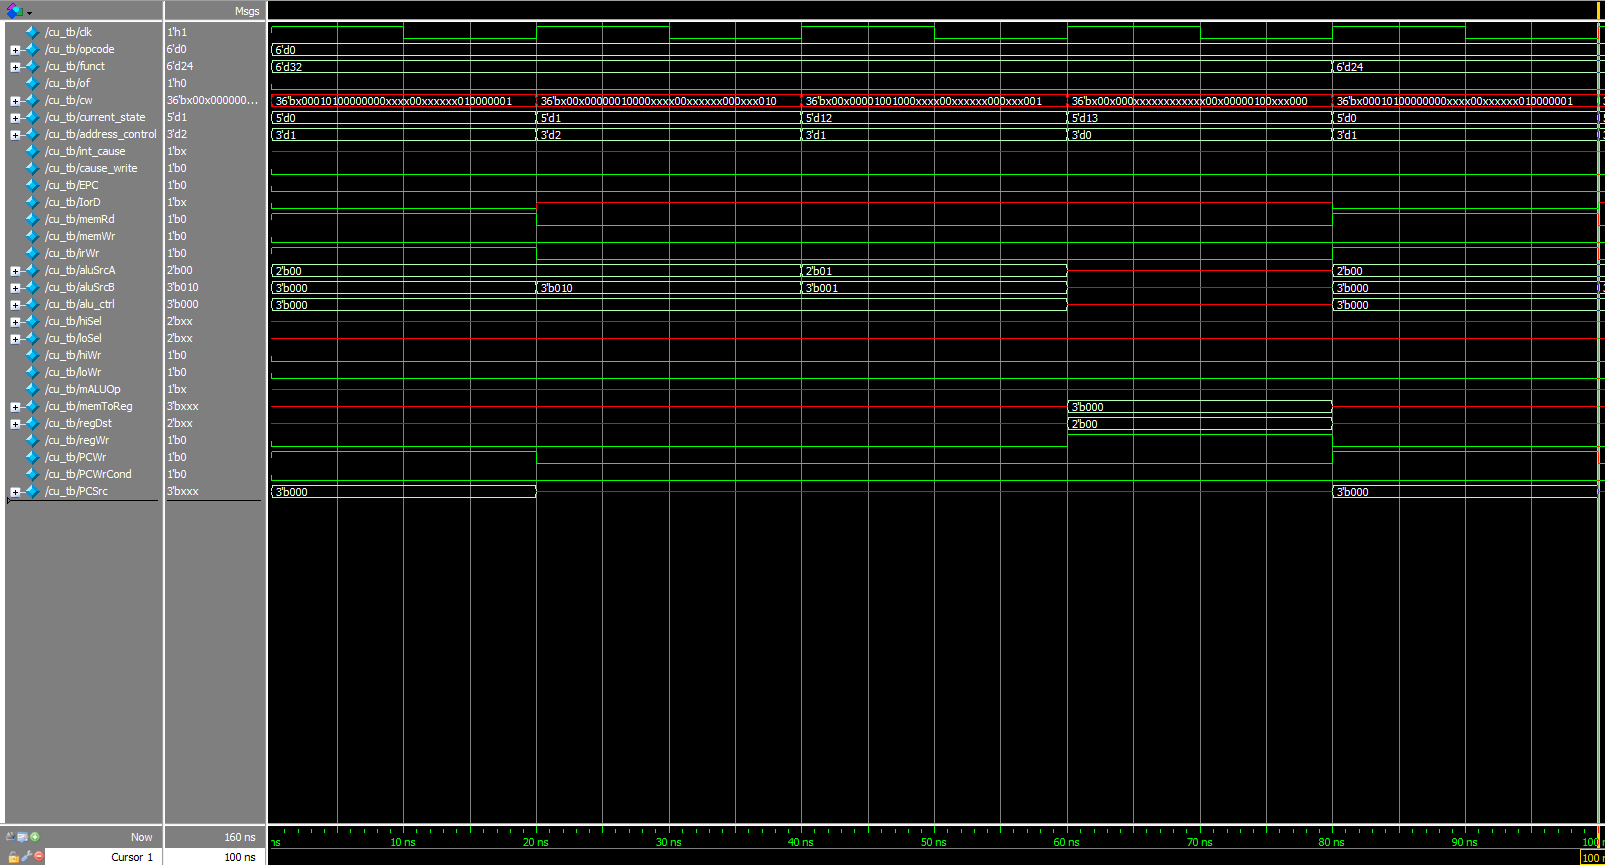 Msgs
/cu_tb/clk 1'h1
/cu_tb/opcode 6'd0 6'd0
/cu_tb/funct 6'd24 6'd32 6'd24
/cu_tb/of 1'h0
/cu_tb/cw 36'bx00x000000... 36'bx00010100000000xxxx00xxxxxx010000001 36'bx00x00000010000xxxx00xxxxxx000xxx010 36'bx00x00001001000xxxx00xxxxxx000xxx001 36'bx00x00xxxxxxxxxxxxx00x00000100xxx000 36'bx00010100000000xxxx00xxxxxx010000001
/cu_tb/current_state 5'd1 5'd0 5'd1 5'd12 5'd13 5'd0
/cu_tb/address_control 3'd2 3'd1 3'd2 3'd1 3'd0 3'd1
/cu_tb/int_cause 1'bx
/cu_tb/cause_write 1'b0
/cu_tb/EPC 1'b0
/cu_tb/IorD 1'bx
/cu_tb/memRd 1'b0
/cu_tb/memWr 1'b0
/cu_tb/irWr 1'b0
/cu_tb/aluSrcA 2'b00 2'b00 2'b01 2'b00
/cu_tb/aluSrcB 3'b010 3'b000 3'b010 3'b001 3'b000
/cu_tb/alu_ctrl 3'b000 3'b000 3'b000
/cu_tb/hiSel 2'bxx
/cu_tb/loSel 2'bxx
/cu_tb/hiWr 1'b0
/cu_tb/loWr 1'b0
/cu_tb/mALUOp 1'bx
/cu_tb/memToReg 3'bxxx 3'b000
/cu_tb/regDst 2'bxx 2'b00
/cu_tb/regWr 1'b0
/cu_tb/PCWr 1'b0
/cu_tb/PCWrCond 1'b0
/cu_tb/PCSrc 3'bxxx 3'b000 3'b000
Now 160 ns ns 10 ns 20 ns 30 ns 40 ns 50 ns 60 ns 70 ns 80 ns 90 ns 100
Cursor 1 100 ns 100